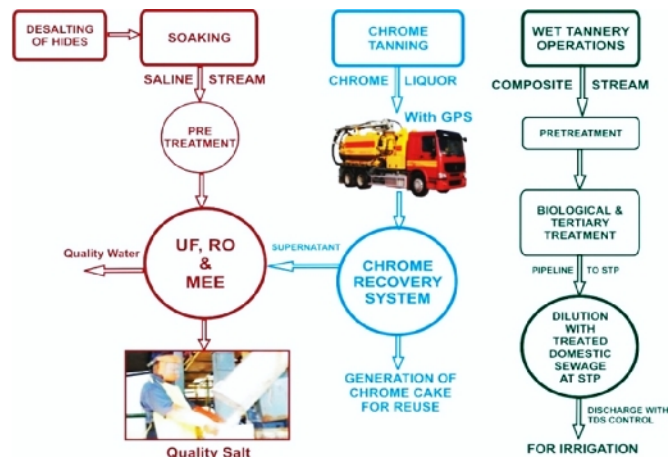 DESALTING
OF HIDES
SOAKING
SALINE STREAM
PRE
TREATMENT
UF, RO
&
MEE
Quality Water
Quality Salt
CHROME
TANNING
CHROME LIQUOR
With GPS
SUPERNATANT
CHROME
RECOVERY
SYSTEM
GENERATION OF
CHROME CAKE
FOR REUSE
WET TANNERY
OPERATIONS
COMPOSITE STREAM
PRETREATMENT
BIOLOGICAL &
TERTIARY
TREATMENT
PIPELINE TO STP
DILUTION
WITH
TREATED
DOMESTIC
SEWAGE
AT STP
DISCHARGE WITH
TDS CONTROL
FOR IRRIGATION